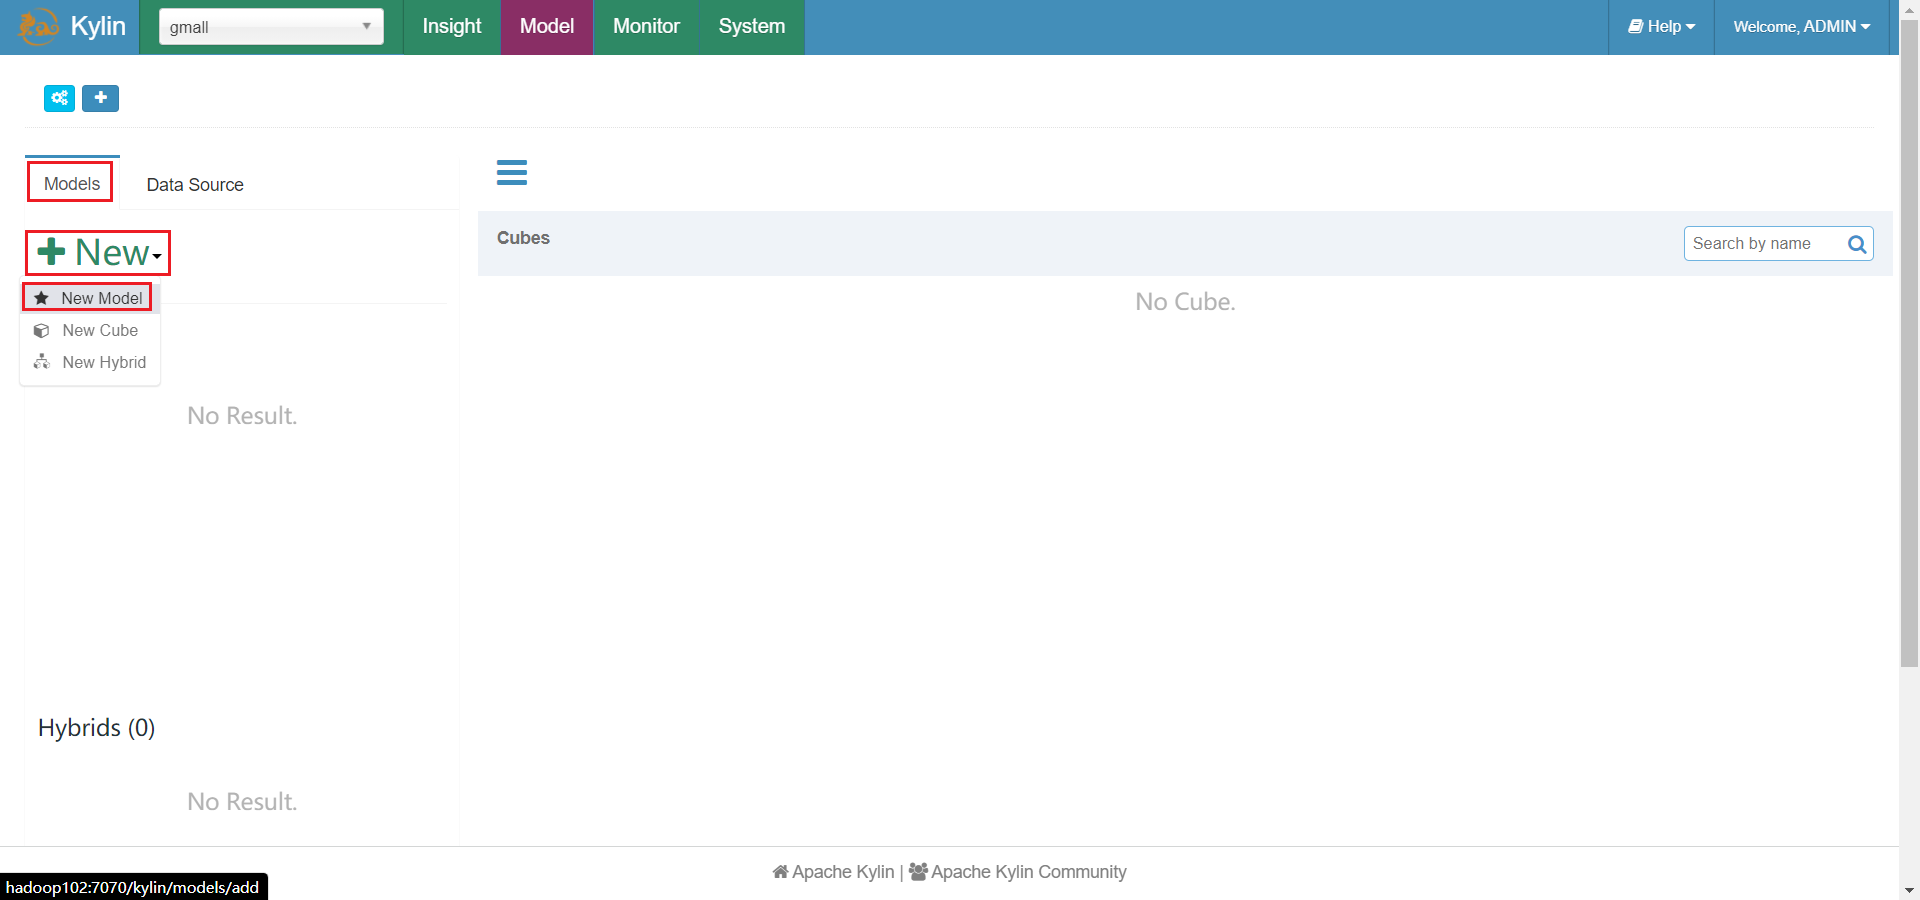 Kylin
gmall
Insight
Model
Monitor
System
Help
Welcome, ADMIN
Models
Data Source
New
New Model
New Cube
New Hybrid
No Result.
Hybrids (0)
No Result.
Cubes
Search by name
No Cube.
Apache Kylin | Apache Kylin Community
hadoop102:7070/kylin/models/add